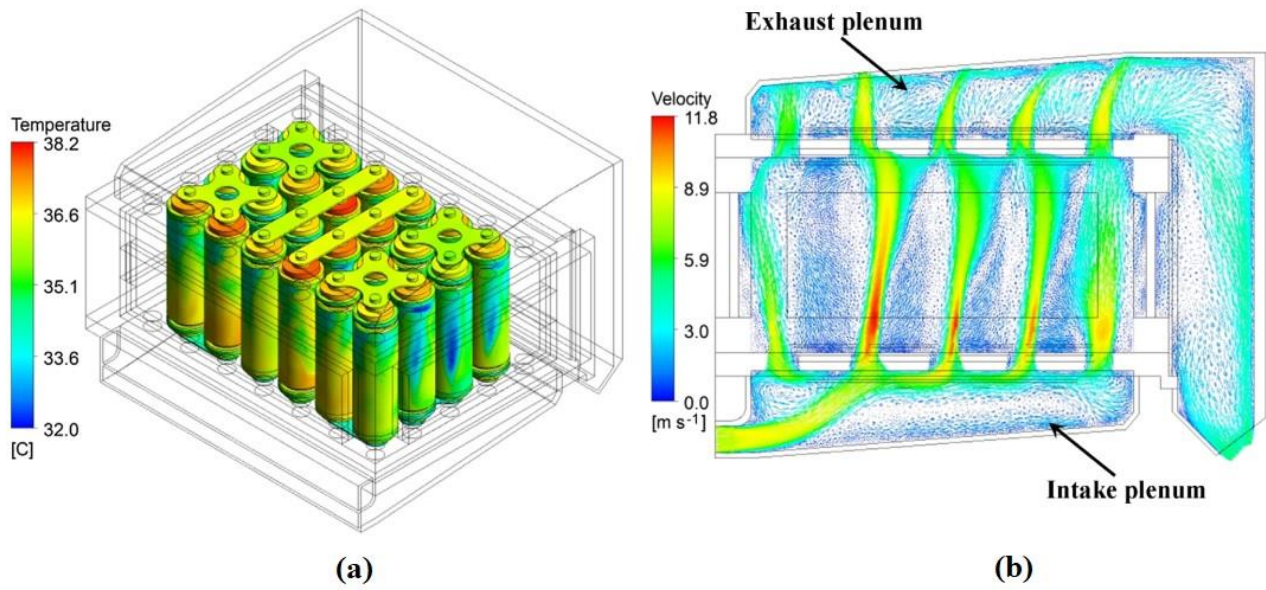 Exhaust plenum
Temperature
38.2
36.6
35.1
33.6
32.0
[C]
Velocity
11.8
8.9
5.9
3.0
0.0
[m s⁻¹]
Intake plenum
(a)
(b)